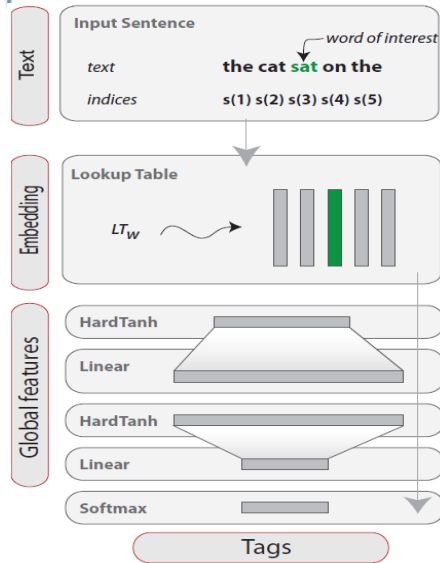 Text
Input Sentence
word of interest
text the cat sat on the
indices s(1) s(2) s(3) s(4) s(5)
Embedding
Lookup Table
LTw
Global features
HardTanh
Linear
HardTanh
Linear
Softmax
Tags